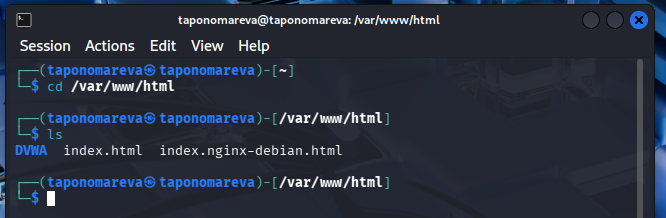 taponomareva@taponomareva: /var/www/html
Session Actions Edit View Help
┌──(taponomareva㉿taponomareva)-[~]
└─$ cd /var/www/html
┌──(taponomareva㉿taponomareva)-[/var/www/html]
└─$ ls
DVWA index.html index.nginx-debian.html
┌──(taponomareva㉿taponomareva)-[/var/www/html]
└─$